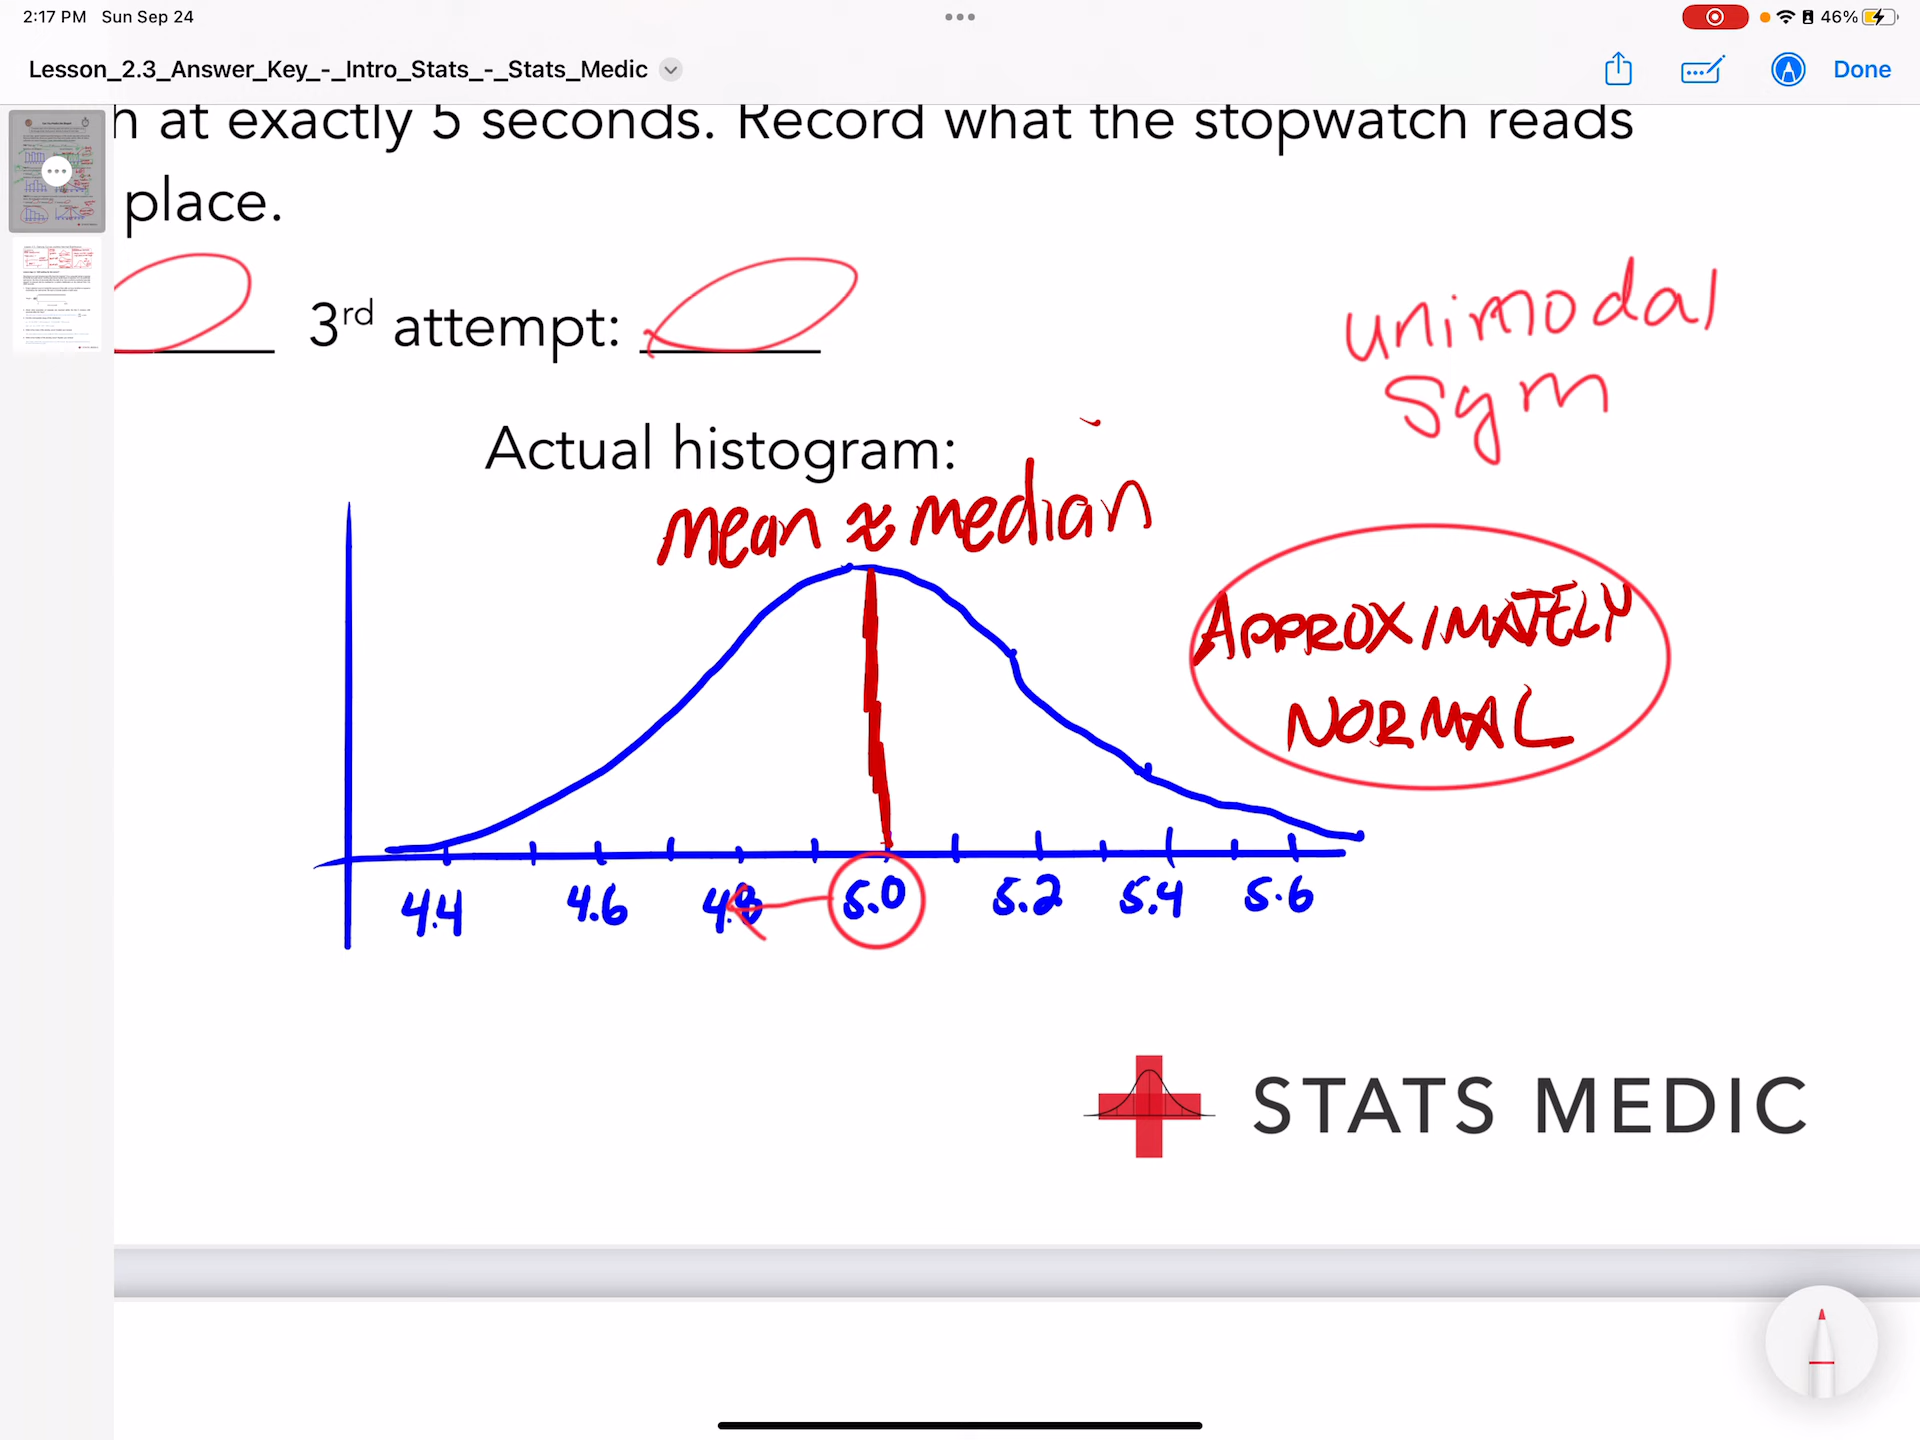 2:17 PM Sun Sep 24
46%
Lesson_2.3_Answer_Key_-_Intro_Stats_-_Stats_Medic
Done
h at exactly 5 seconds. Record what the stopwatch reads
place.
3rd attempt:
unimodal
sym
Actual histogram:
mean ≈ median
APPROXIMATELY
NORMAL
4.4 4.6 4.8 5.0 5.2 5.4 5.6
STATS MEDIC